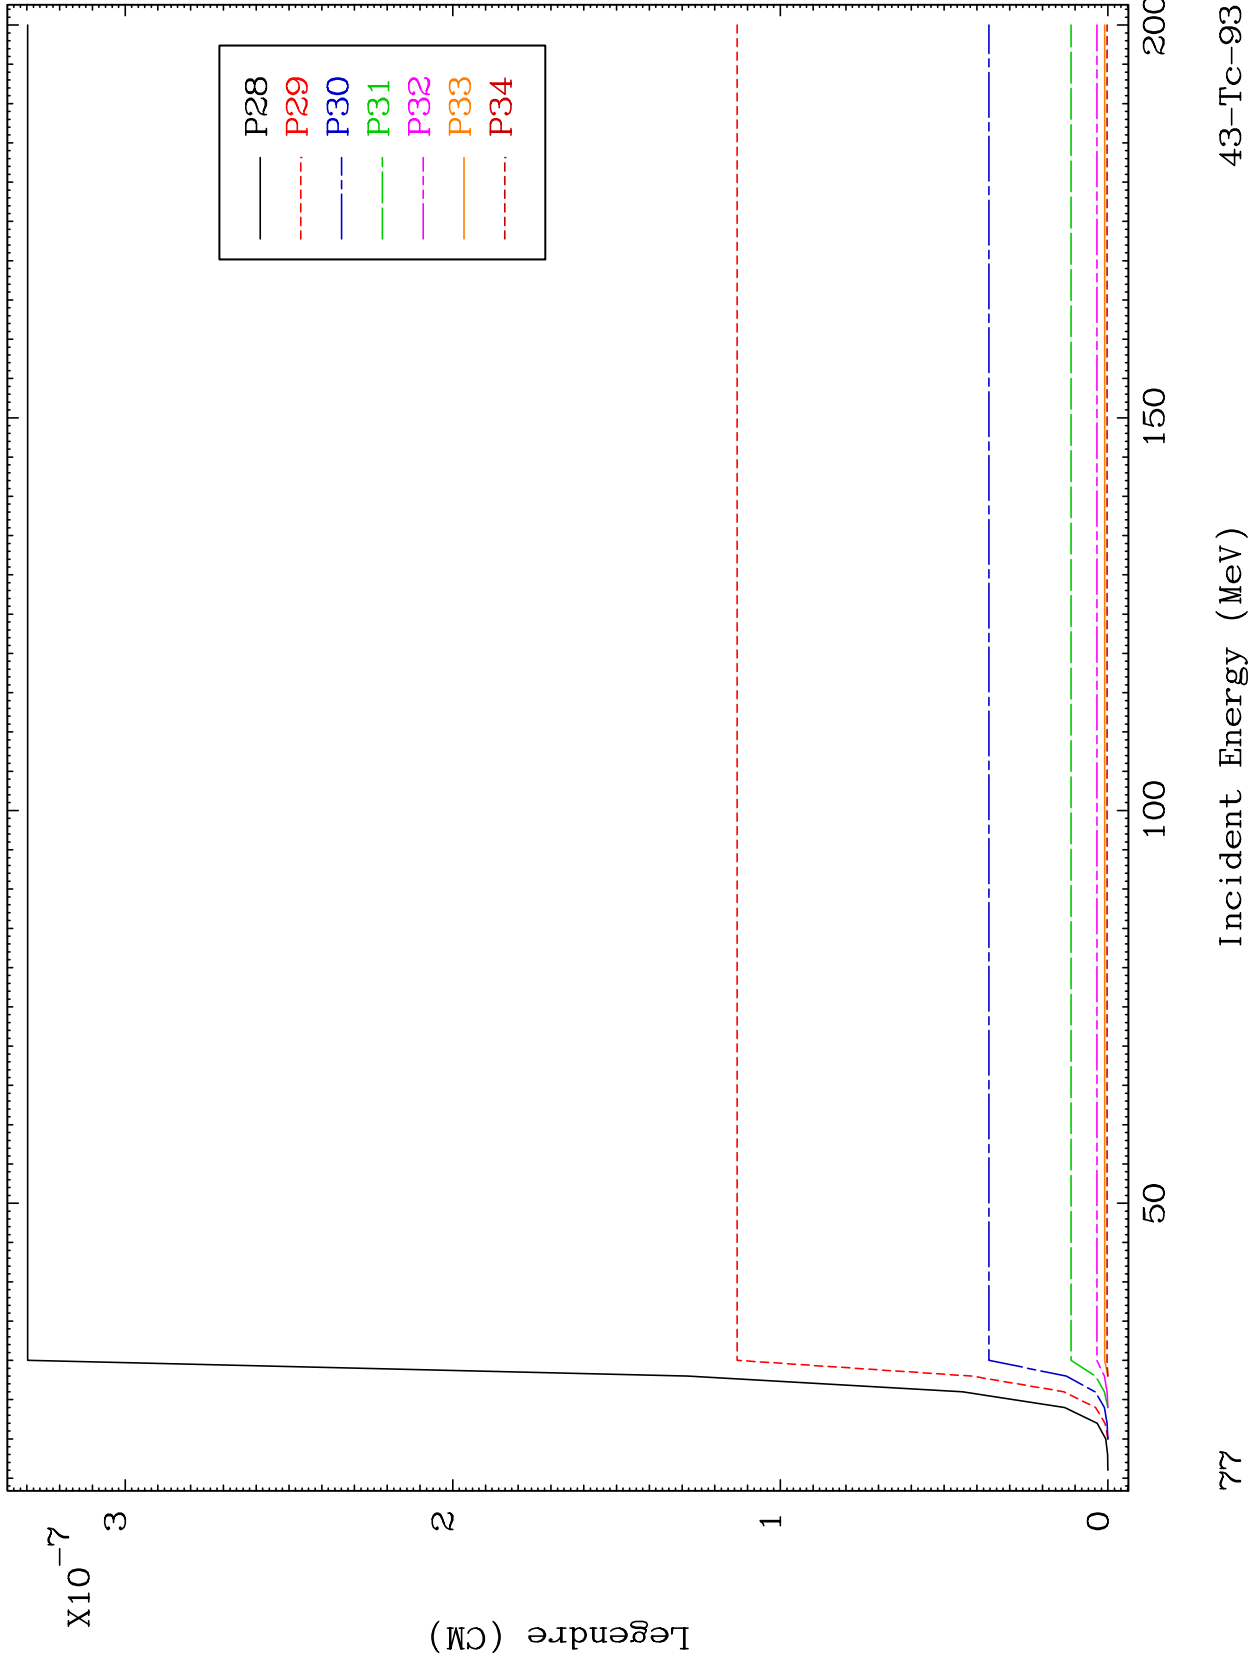 X10-7
3
2
1
0
Legendre (CM)
P28
P29
P30
P31
P32
P33
P34
50
100
150
200
Incident Energy (MeV)
77
43-Tc-93